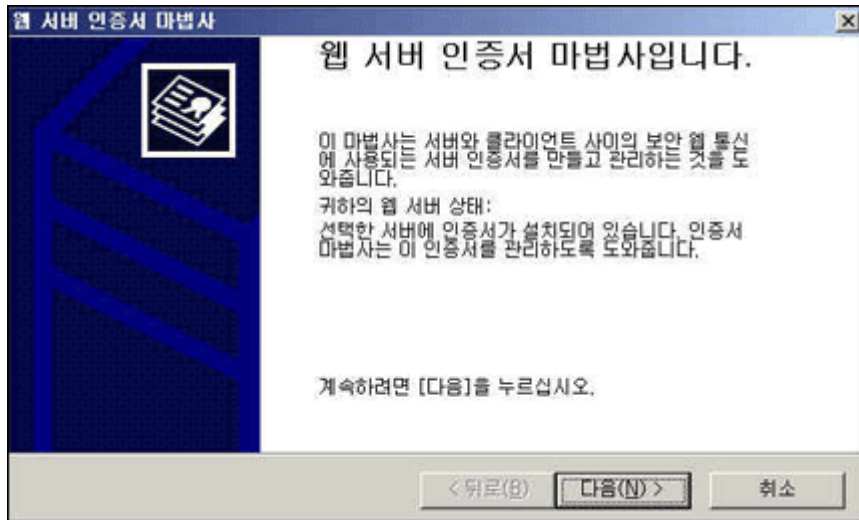 웹 서버 인증서 마법사
웹 서버 인증서 마법사입니다.
이 마법사는 서버와 클라이언트 사이의 보안 웹 통신
에 사용되는 서버 인증서를 만들고 관리하는 것을 도
와줍니다.
귀하의 웹 서버 상태:
선택한 서버에 인증서가 설치되어 있습니다. 인증서
마법사는 이 인증서를 관리하도록 도와줍니다.
계속하려면 [다음]을 누르십시오.
< 뒤로(B) 다음(N) > 취소